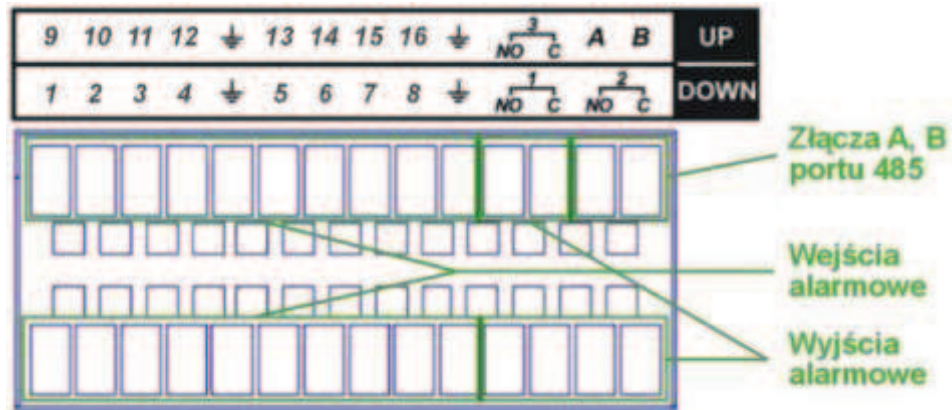 9 10 11 12 ⏚ 13 14 15 16 ⏚ 3 NO C A B UP
1 2 3 4 ⏚ 5 6 7 8 ⏚ 1 NO C 2 NO C DOWN
Złącza A, B
portu 485
Wejścia
alarmowe
Wyjścia
alarmowe